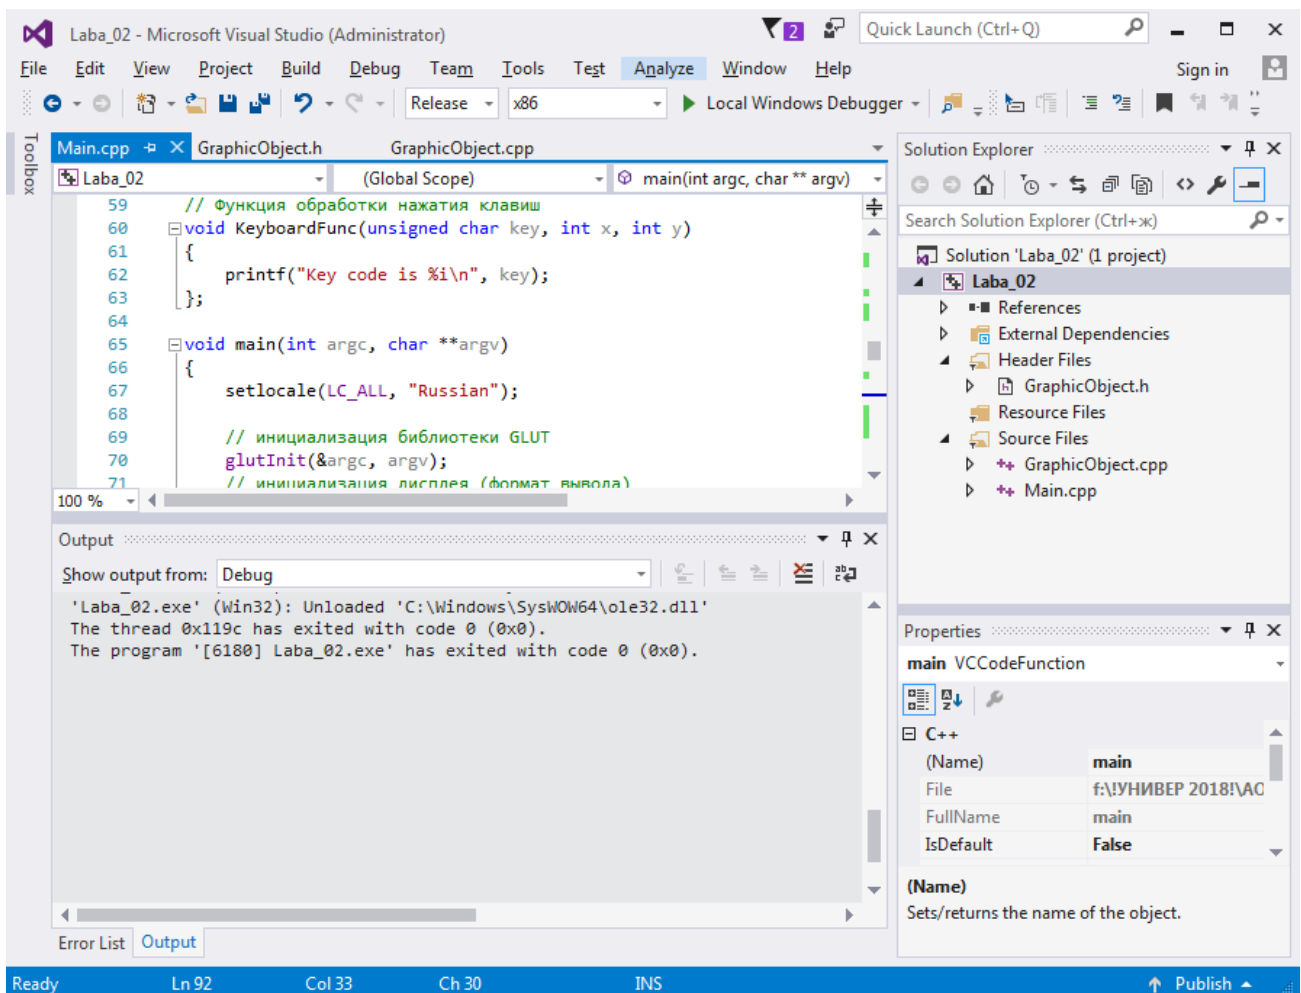 Laba_02 - Microsoft Visual Studio (Administrator)
2
Quick Launch (Ctrl+Q)
File Edit View Project Build Debug Team Tools Test Analyze Window Help
Sign in
Release x86 Local Windows Debugger
Toolbox
Main.cpp GraphicObject.h GraphicObject.cpp
Laba_02 (Global Scope) main(int argc, char ** argv)
59 // Функция обработки нажатия клавиш
60 void KeyboardFunc(unsigned char key, int x, int y)
61 {
62 printf("Key code is %i\n", key);
63 };
64
65 void main(int argc, char **argv)
66 {
67 setlocale(LC_ALL, "Russian");
68
69 // инициализация библиотеки GLUT
70 glutInit(&argc, argv);
71 // инициализация дисплея (формат вывода)
100 %
Output
Show output from: Debug
'Laba_02.exe' (Win32): Unloaded 'C:\Windows\SysWOW64\ole32.dll'
The thread 0x119c has exited with code 0 (0x0).
The program '[6180] Laba_02.exe' has exited with code 0 (0x0).
Error List Output
Solution Explorer
Search Solution Explorer (Ctrl+ж)
Solution 'Laba_02' (1 project)
Laba_02
References
External Dependencies
Header Files
GraphicObject.h
Resource Files
Source Files
GraphicObject.cpp
Main.cpp
Properties
main VCCodeFunction
C++
(Name) main
File f:\!УНИВЕР 2018!\АО
FullName main
IsDefault False
(Name)
Sets/returns the name of the object.
Ready Ln 92 Col 33 Ch 30 INS Publish